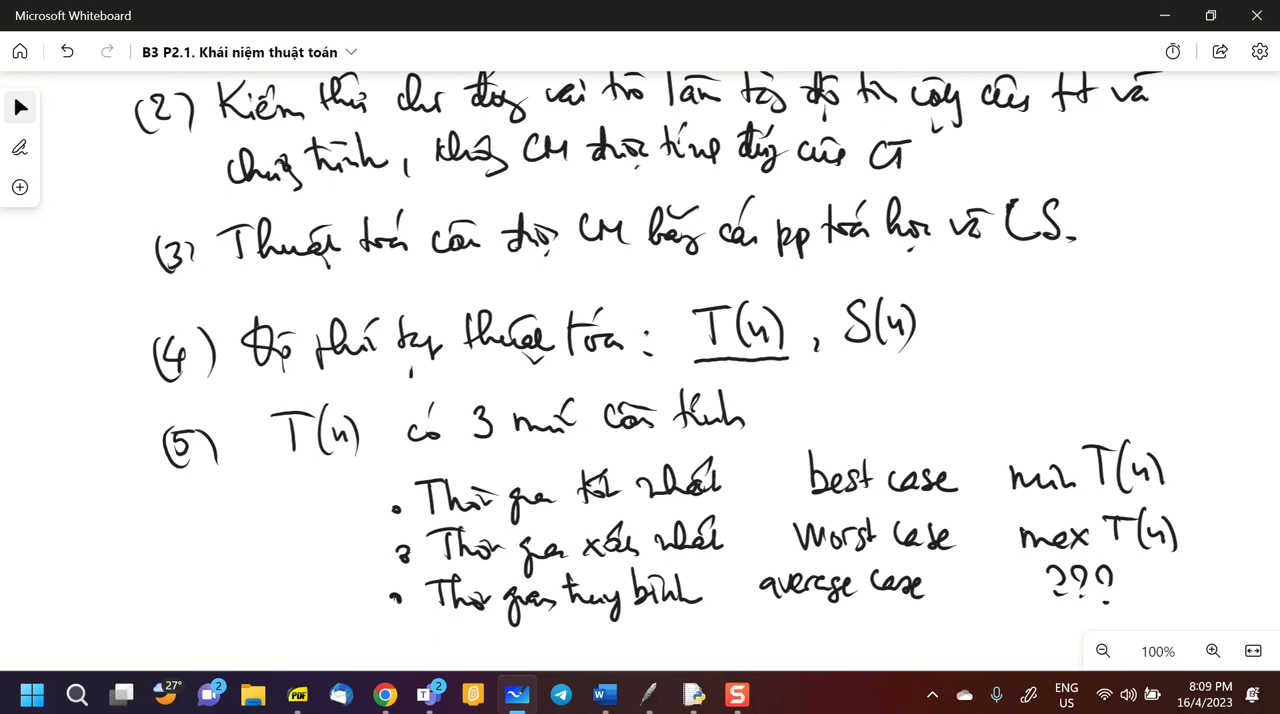 Microsoft Whiteboard
B3 P2.1. Khái niệm thuật toán
(2) Kiểm thử chỉ đóng vai trò làm tăng độ tin cậy của tt và
chương trình, không CM được tính đúng của CT
(3) Thuật toán cần được CM bằng các pp toán học và CS.
(4) Độ phức tạp thuật toán: T(n), S(n)
(5) T(n) có 3 mức cần tính
• Thời gian tốt nhất best case min T(n)
• Thời gian xấu nhất worst case max T(n)
• Thời gian trung bình average case ???
100%
27° 2 PDF 2 W S ENG 8:09 PM
US 16/4/2023